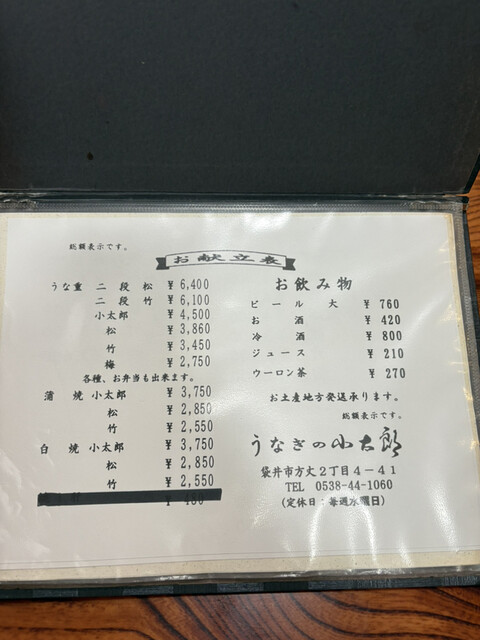 総額表示です。
お献立表
うな重 二段 松 ¥6,400
二段 竹 ¥6,100
小太郎 ¥4,500
松 ¥3,860
竹 ¥3,450
梅 ¥2,750
各種、お弁当も出来ます。
蒲焼 小太郎 ¥3,750
松 ¥2,850
竹 ¥2,550
白焼 小太郎 ¥3,750
松 ¥2,850
竹 ¥2,550
お飲み物
ビール 大 ¥760
お酒 ¥420
冷酒 ¥800
ジュース ¥210
ウーロン茶 ¥270
お土産地方発送承ります。
総額表示です。
うなぎの小太郎
袋井市方丈2丁目4-41
TEL 0538-44-1060
(定休日:毎週水曜日)